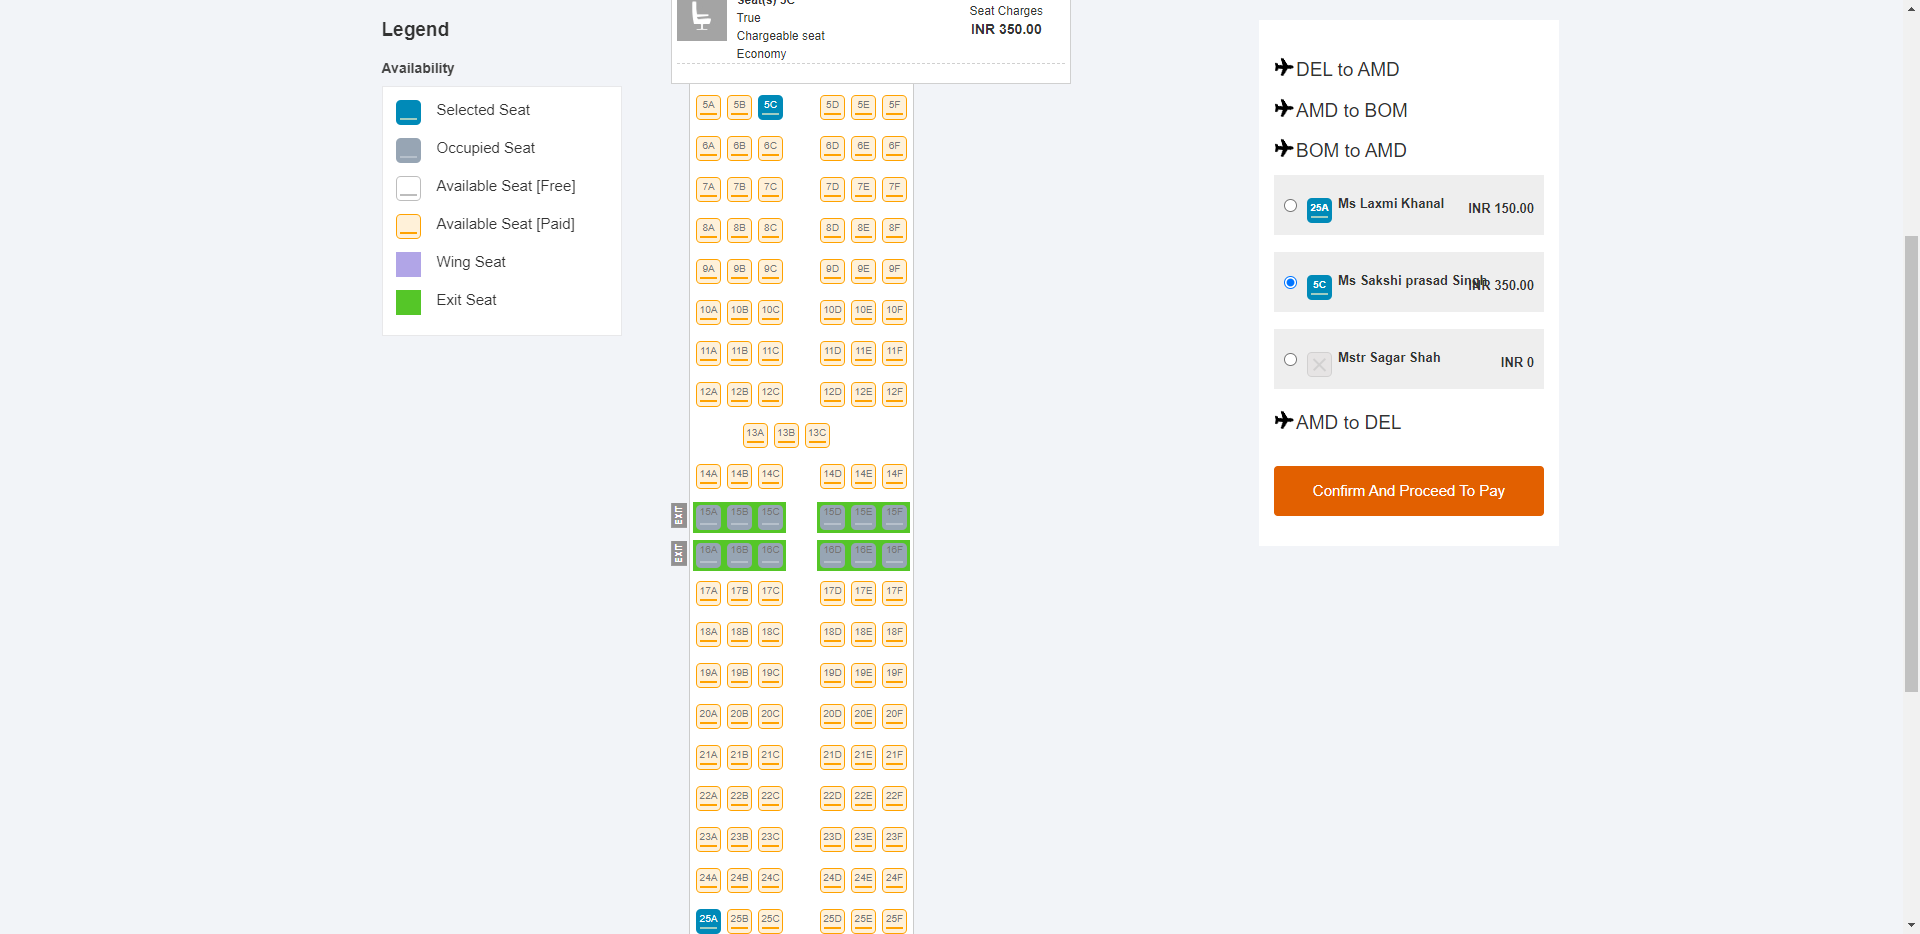 Legend
Availability
Selected Seat
Occupied Seat
Available Seat [Free]
Available Seat [Paid]
Wing Seat
Exit Seat
Seat(s) 5C
True
Chargeable seat
Economy
Seat Charges
INR 350.00
5A 5B 5C 5D 5E 5F
6A 6B 6C 6D 6E 6F
7A 7B 7C 7D 7E 7F
8A 8B 8C 8D 8E 8F
9A 9B 9C 9D 9E 9F
10A 10B 10C 10D 10E 10F
11A 11B 11C 11D 11E 11F
12A 12B 12C 12D 12E 12F
13A 13B 13C
14A 14B 14C 14D 14E 14F
EXIT 15A 15B 15C 15D 15E 15F
EXIT 16A 16B 16C 16D 16E 16F
17A 17B 17C 17D 17E 17F
18A 18B 18C 18D 18E 18F
19A 19B 19C 19D 19E 19F
20A 20B 20C 20D 20E 20F
21A 21B 21C 21D 21E 21F
22A 22B 22C 22D 22E 22F
23A 23B 23C 23D 23E 23F
24A 24B 24C 24D 24E 24F
25A 25B 25C 25D 25E 25F
DEL to AMD
AMD to BOM
BOM to AMD
25A Ms Laxmi Khanal INR 150.00
5C Ms Sakshi prasad Singh INR 350.00
Mstr Sagar Shah INR 0
AMD to DEL
Confirm And Proceed To Pay